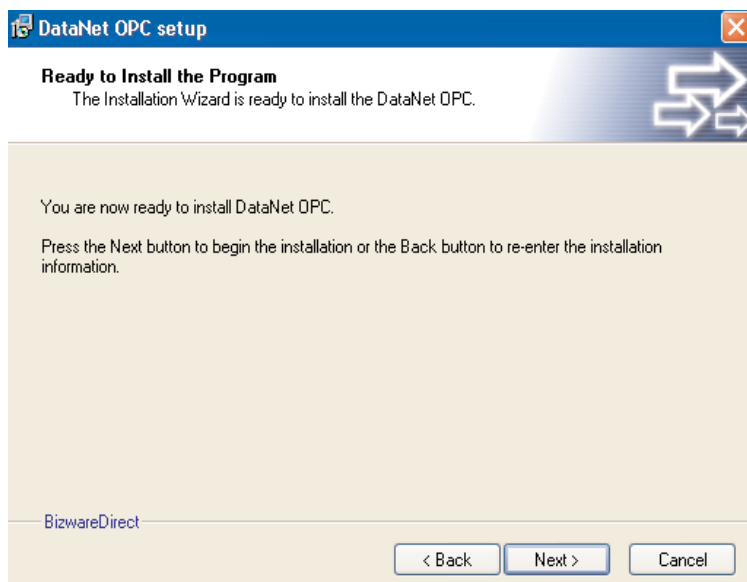 DataNet OPC setup
Ready to Install the Program
The Installation Wizard is ready to install the DataNet OPC.
You are now ready to install DataNet OPC.
Press the Next button to begin the installation or the Back button to re-enter the installation
information.
BizwareDirect
< Back
Next >
Cancel